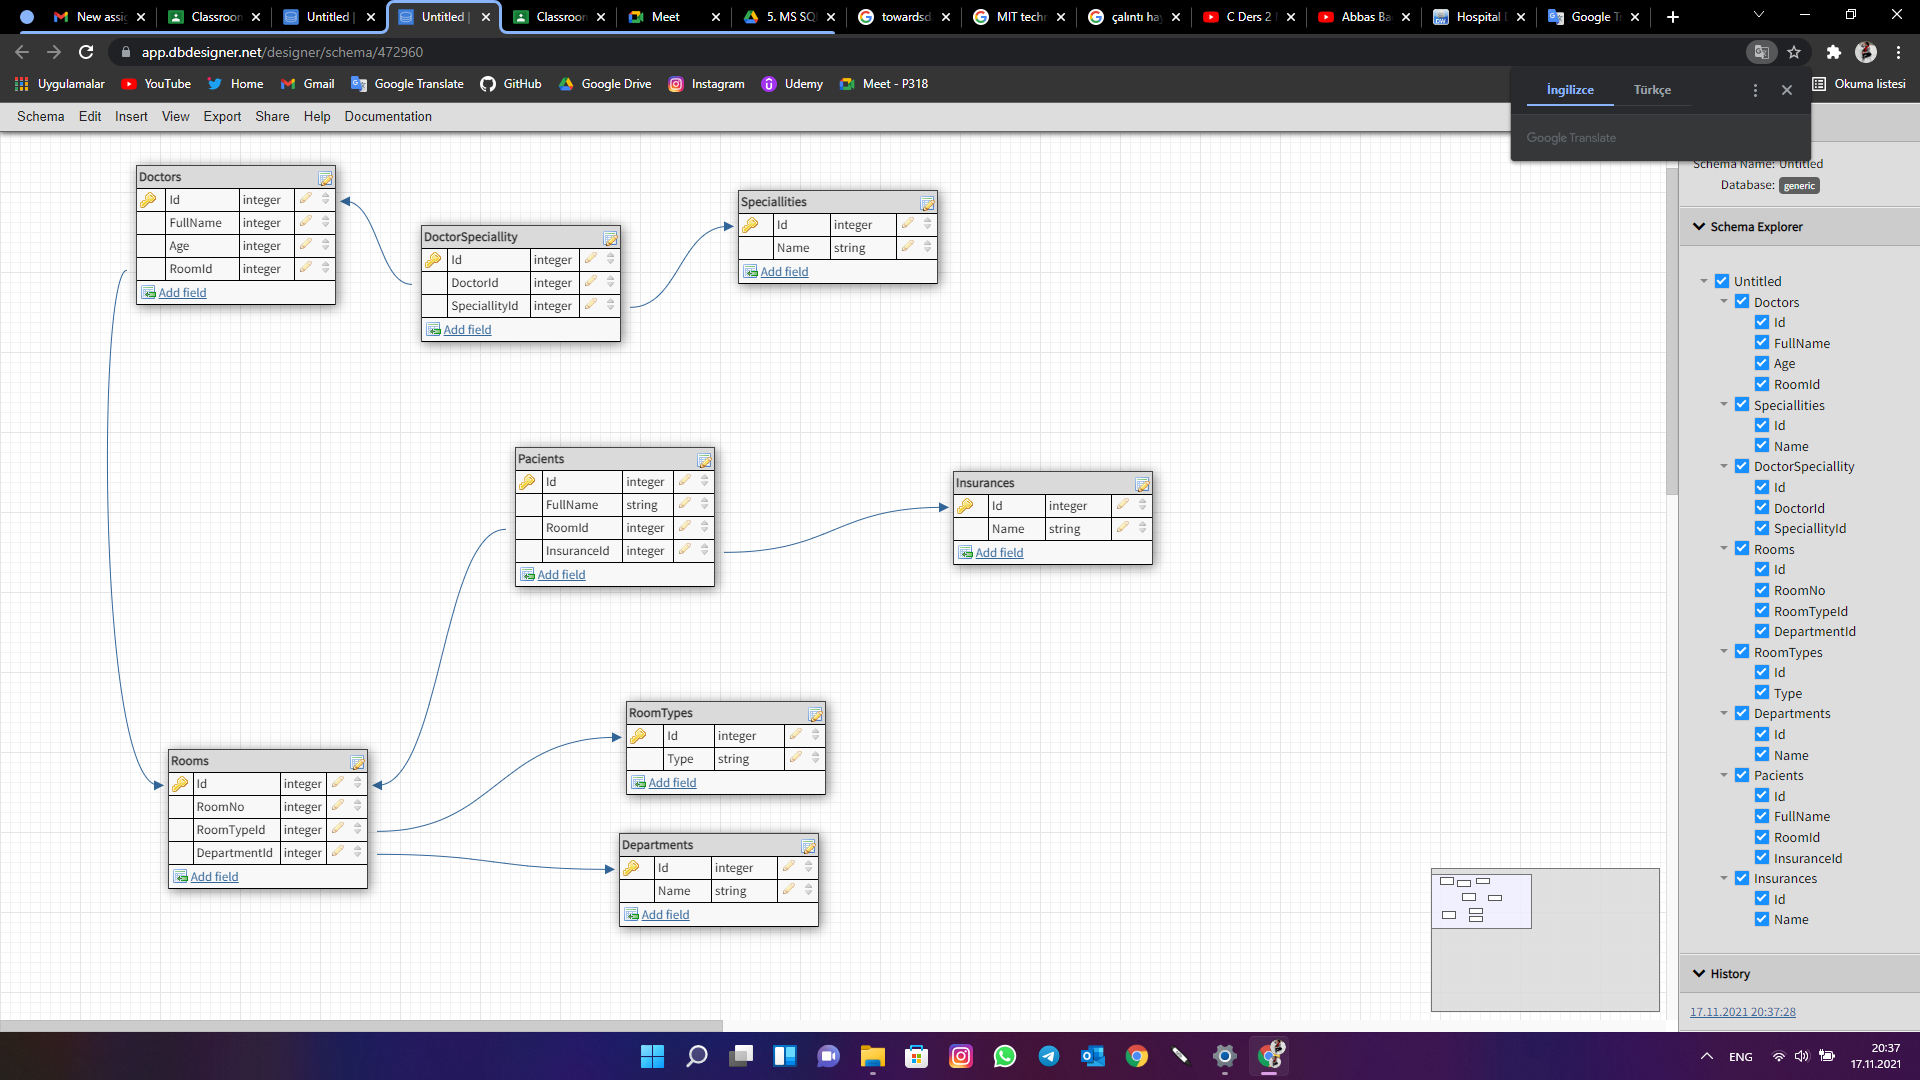 New assig
Classroom
Untitled |
Untitled |
Classroom
Meet
5. MS SQ
towardsd
MIT techn
çalıntı hay
C Ders 2
Abbas Ba
Hospital
Google T
app.dbdesigner.net/designer/schema/472960
Uygulamalar
YouTube
Home
Gmail
Google Translate
GitHub
Google Drive
Instagram
Udemy
Meet - P318
Okuma listesi
İngilizce
Türkçe
Google Translate
Schema Edit Insert View Export Share Help Documentation
Doctors
Id integer
FullName integer
Age integer
RoomId integer
Add field
DoctorSpeciallity
Id integer
DoctorId integer
SpeciallityId integer
Add field
Speciallities
Id integer
Name string
Add field
Pacients
Id integer
FullName string
RoomId integer
InsuranceId integer
Add field
Insurances
Id integer
Name string
Add field
RoomTypes
Id integer
Type string
Add field
Rooms
Id integer
RoomNo integer
RoomTypeId integer
DepartmentId integer
Add field
Departments
Id integer
Name string
Add field
Schema Name: Untitled
Database: generic
Schema Explorer
Untitled
Doctors
Id
FullName
Age
RoomId
Speciallities
Id
Name
DoctorSpeciallity
Id
DoctorId
SpeciallityId
Rooms
Id
RoomNo
RoomTypeId
DepartmentId
RoomTypes
Id
Type
Departments
Id
Name
Pacients
Id
FullName
RoomId
InsuranceId
Insurances
Id
Name
History
17.11.2021 20:37:28
ENG
20:37
17.11.2021